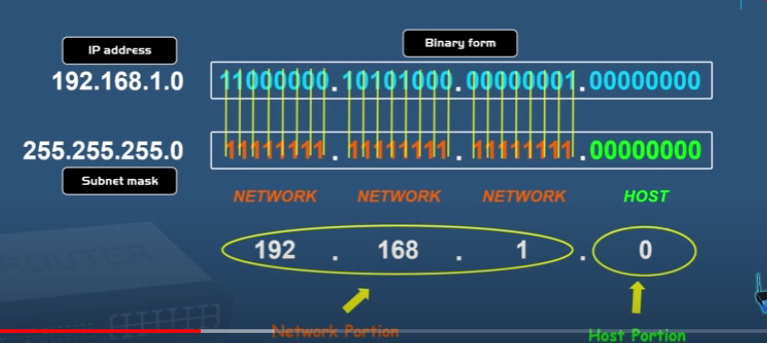 IP address
Binary form
192.168.1.0
11000000.10101000.00000001.00000000
255.255.255.0
11111111.11111111.11111111.00000000
Subnet mask
NETWORK NETWORK NETWORK HOST
192 . 168 . 1 . 0
ROUTER
Network Portion
Host Portion